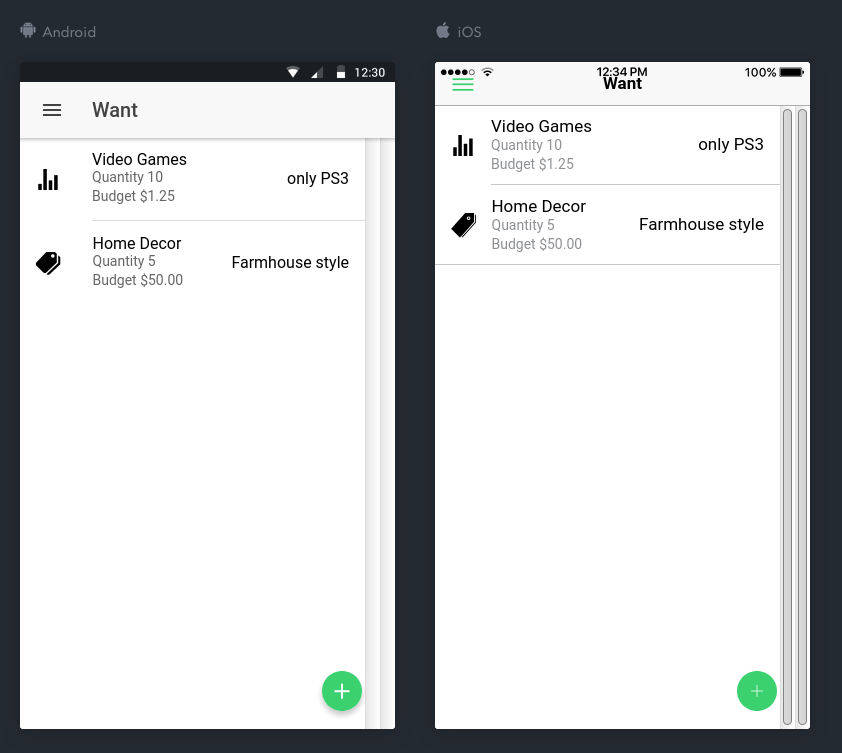 Android
12:30
Want
Video Games
Quantity 10
Budget $1.25
only PS3
Home Decor
Quantity 5
Budget $50.00
Farmhouse style
+
iOS
12:34 PM
100%
Want
Video Games
Quantity 10
Budget $1.25
only PS3
Home Decor
Quantity 5
Budget $50.00
Farmhouse style
+